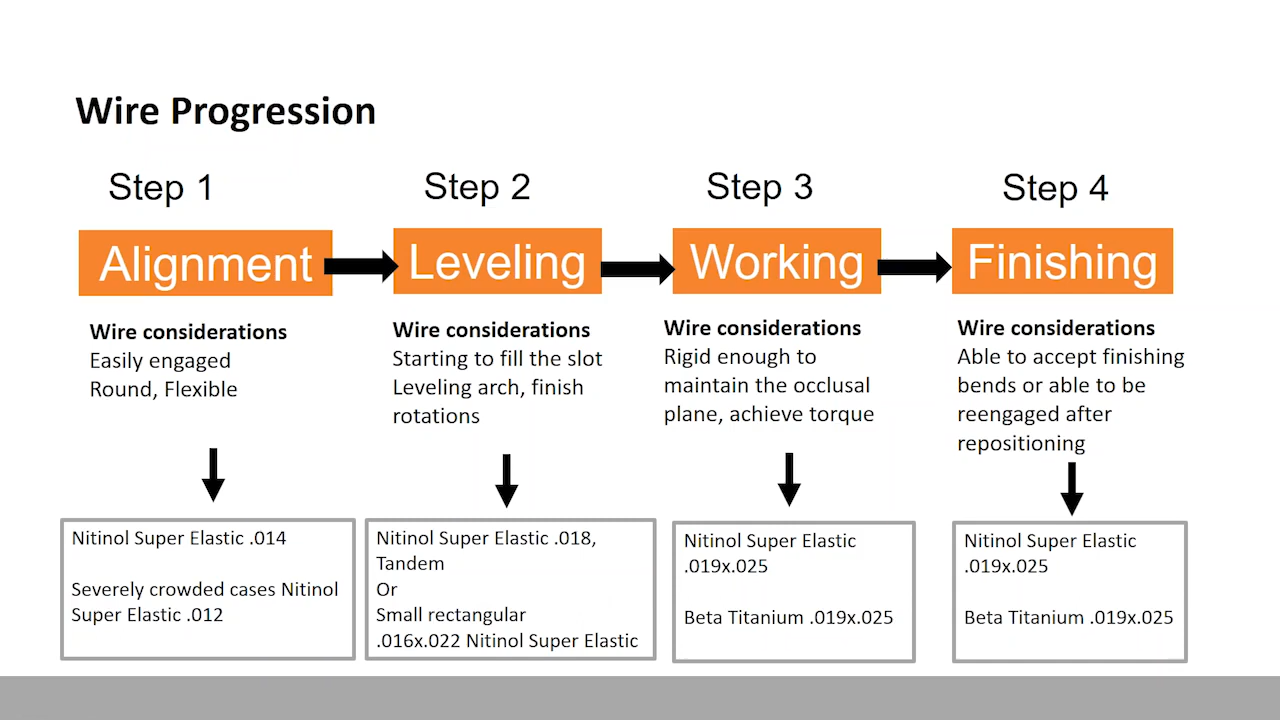 Wire Progression
Step 1
Alignment
Wire considerations
Easily engaged
Round, Flexible
Nitinol Super Elastic .014
Severely crowded cases Nitinol
Super Elastic .012
Step 2
Leveling
Wire considerations
Starting to fill the slot
Leveling arch, finish
rotations
Nitinol Super Elastic .018,
Tandem
Or
Small rectangular
.016x.022 Nitinol Super Elastic
Step 3
Working
Wire considerations
Rigid enough to
maintain the occlusal
plane, achieve torque
Nitinol Super Elastic
.019x.025
Beta Titanium .019x.025
Step 4
Finishing
Wire considerations
Able to accept finishing
bends or able to be
reengaged after
repositioning
Nitinol Super Elastic
.019x.025
Beta Titanium .019x.025